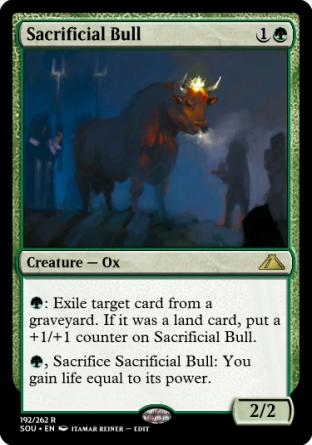 Sacrificial Bull 1
Creature — Ox
: Exile target card from a
graveyard. If it was a land card, put a
+1/+1 counter on Sacrificial Bull.
, Sacrifice Sacrificial Bull: You
gain life equal to its power.
2/2
192/262 R
SOU • EN ITAMAR REINER — EDIT